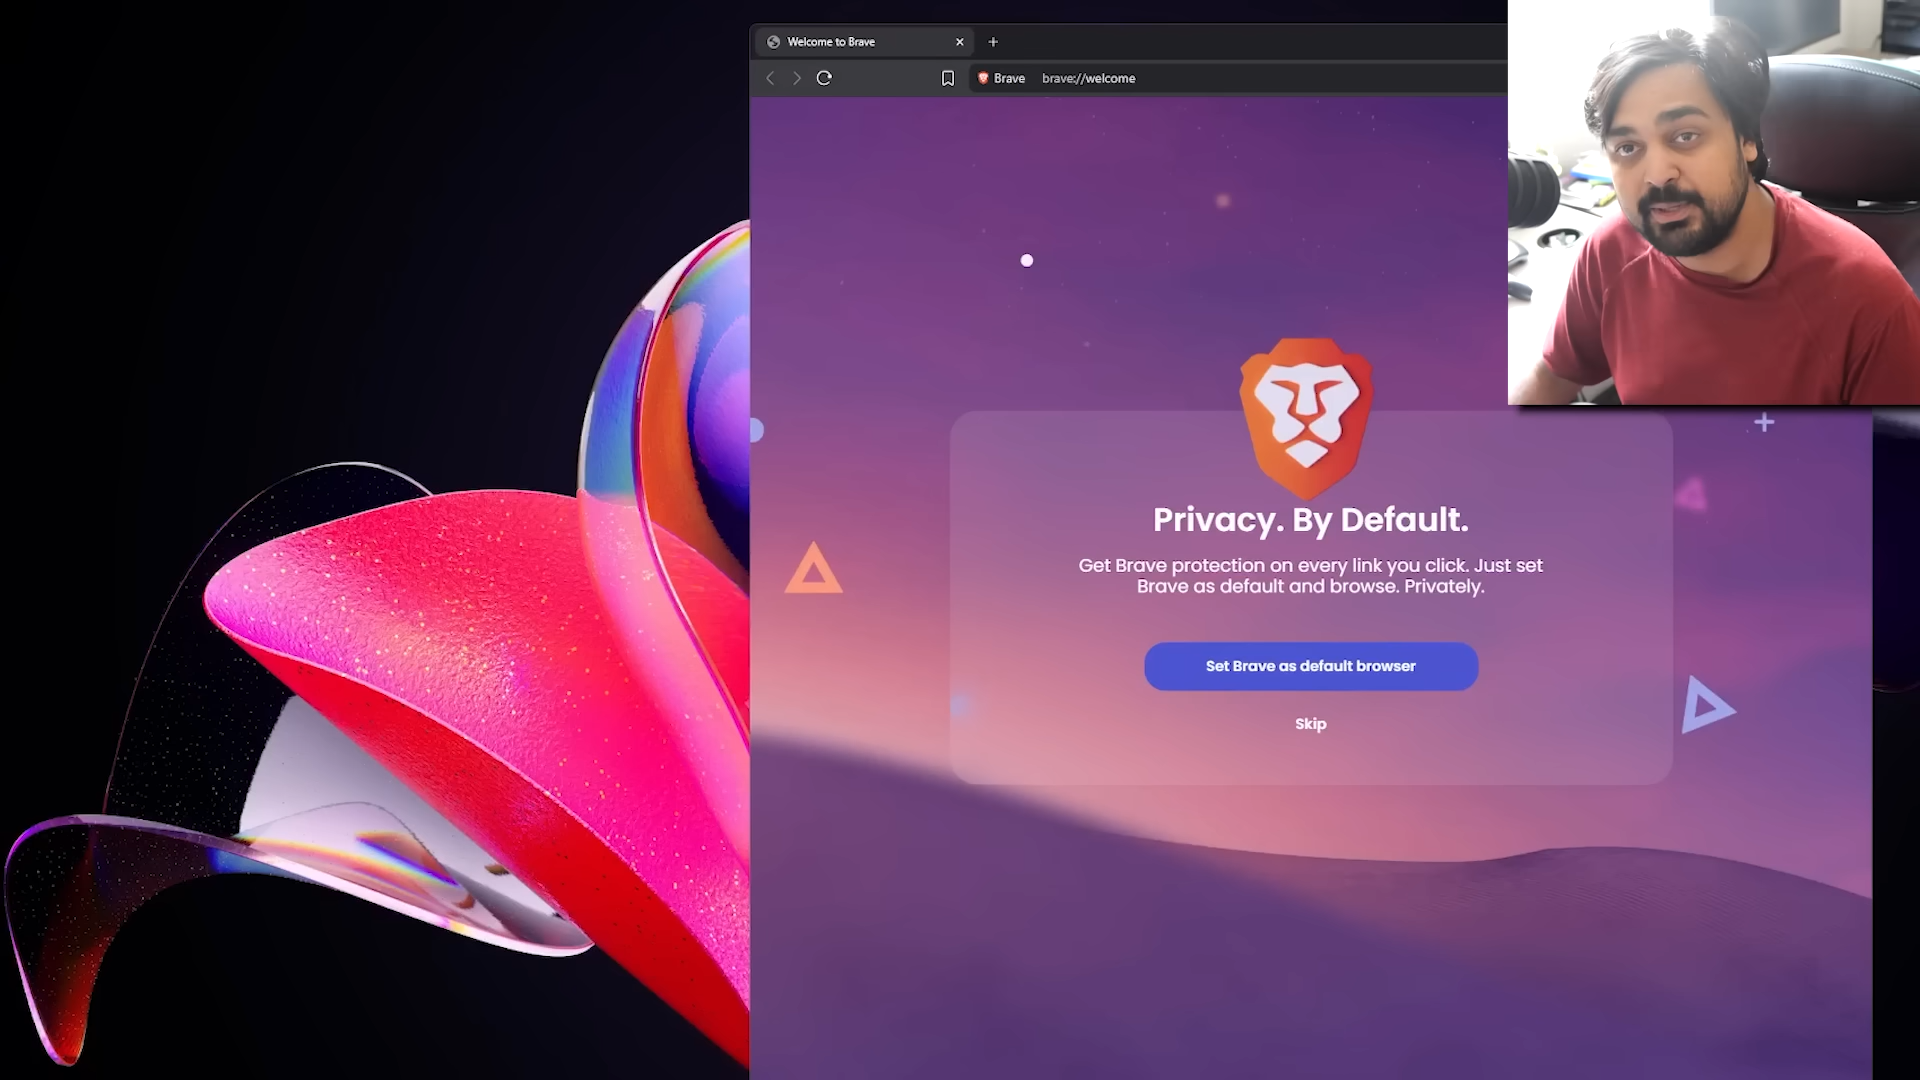 Welcome to Brave
Brave brave://welcome
Privacy. By Default.
Get Brave protection on every link you click. Just set
Brave as default and browse. Privately.
Set Brave as default browser
Skip